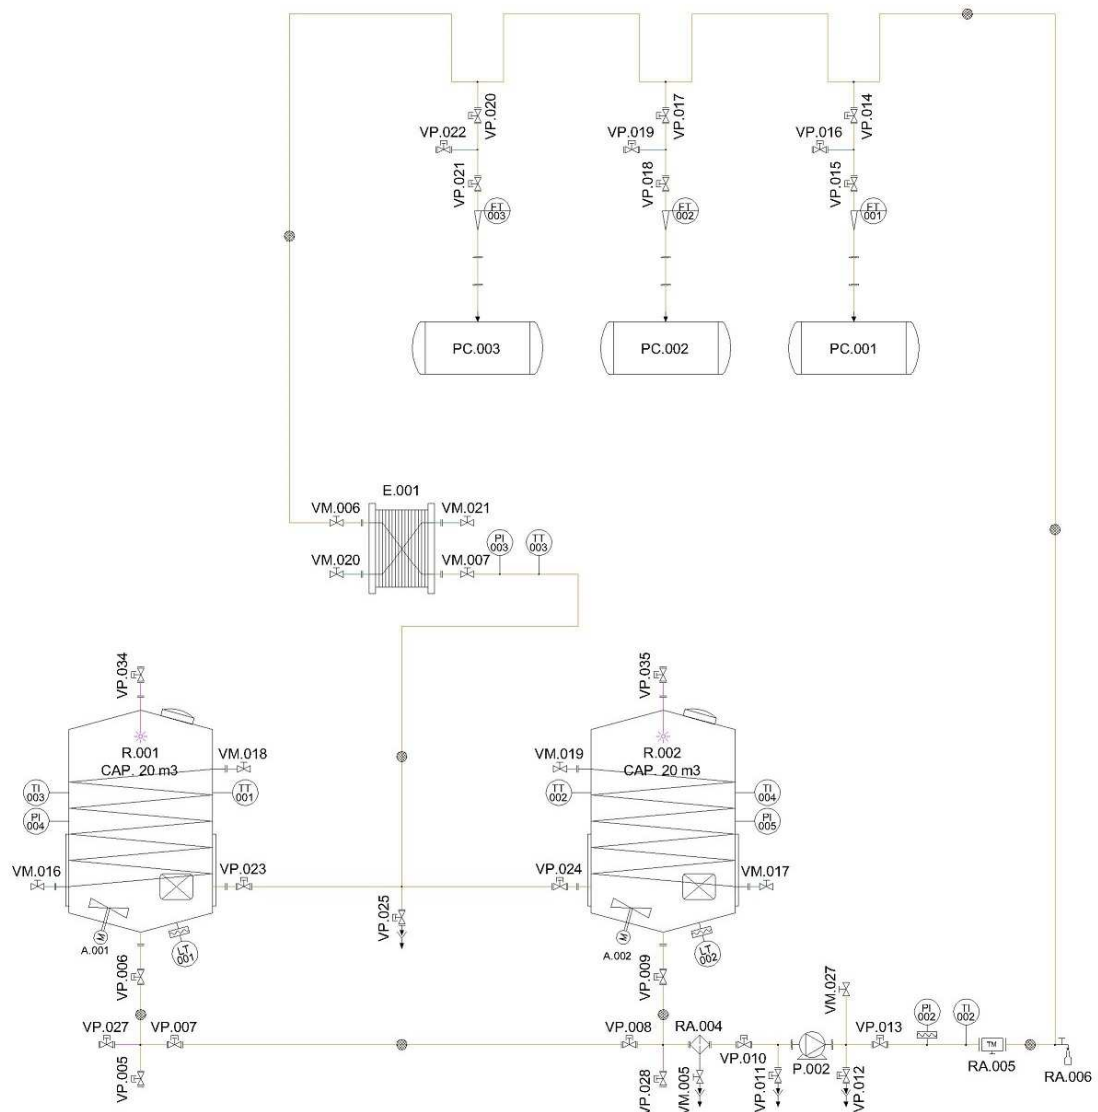 VP.020
VP.017
VP.014
VP.022
VP.019
VP.016
VP.021
VP.018
VP.015
FT
003
FT
002
FT
001
PC.003
PC.002
PC.001
E.001
VM.006
VM.021
PI
003
TT
003
VM.020
VM.007
VP.034
VP.035
R.001
CAP. 20 m3
VM.018
VM.019
R.002
CAP. 20 m3
TI
003
TT
001
TT
002
TI
004
PI
004
PI
005
VM.016
VP.023
VP.024
VM.017
VP.025
M
A.001
LT
001
M
A.002
LT
002
VP.006
VP.009
VM.027
VP.027
VP.007
VP.008
RA.004
VP.010
P.002
VP.013
PI
002
TI
002
TM
RA.005
RA.006
VP.005
VP.028
VM.005
VP.011
VP.012